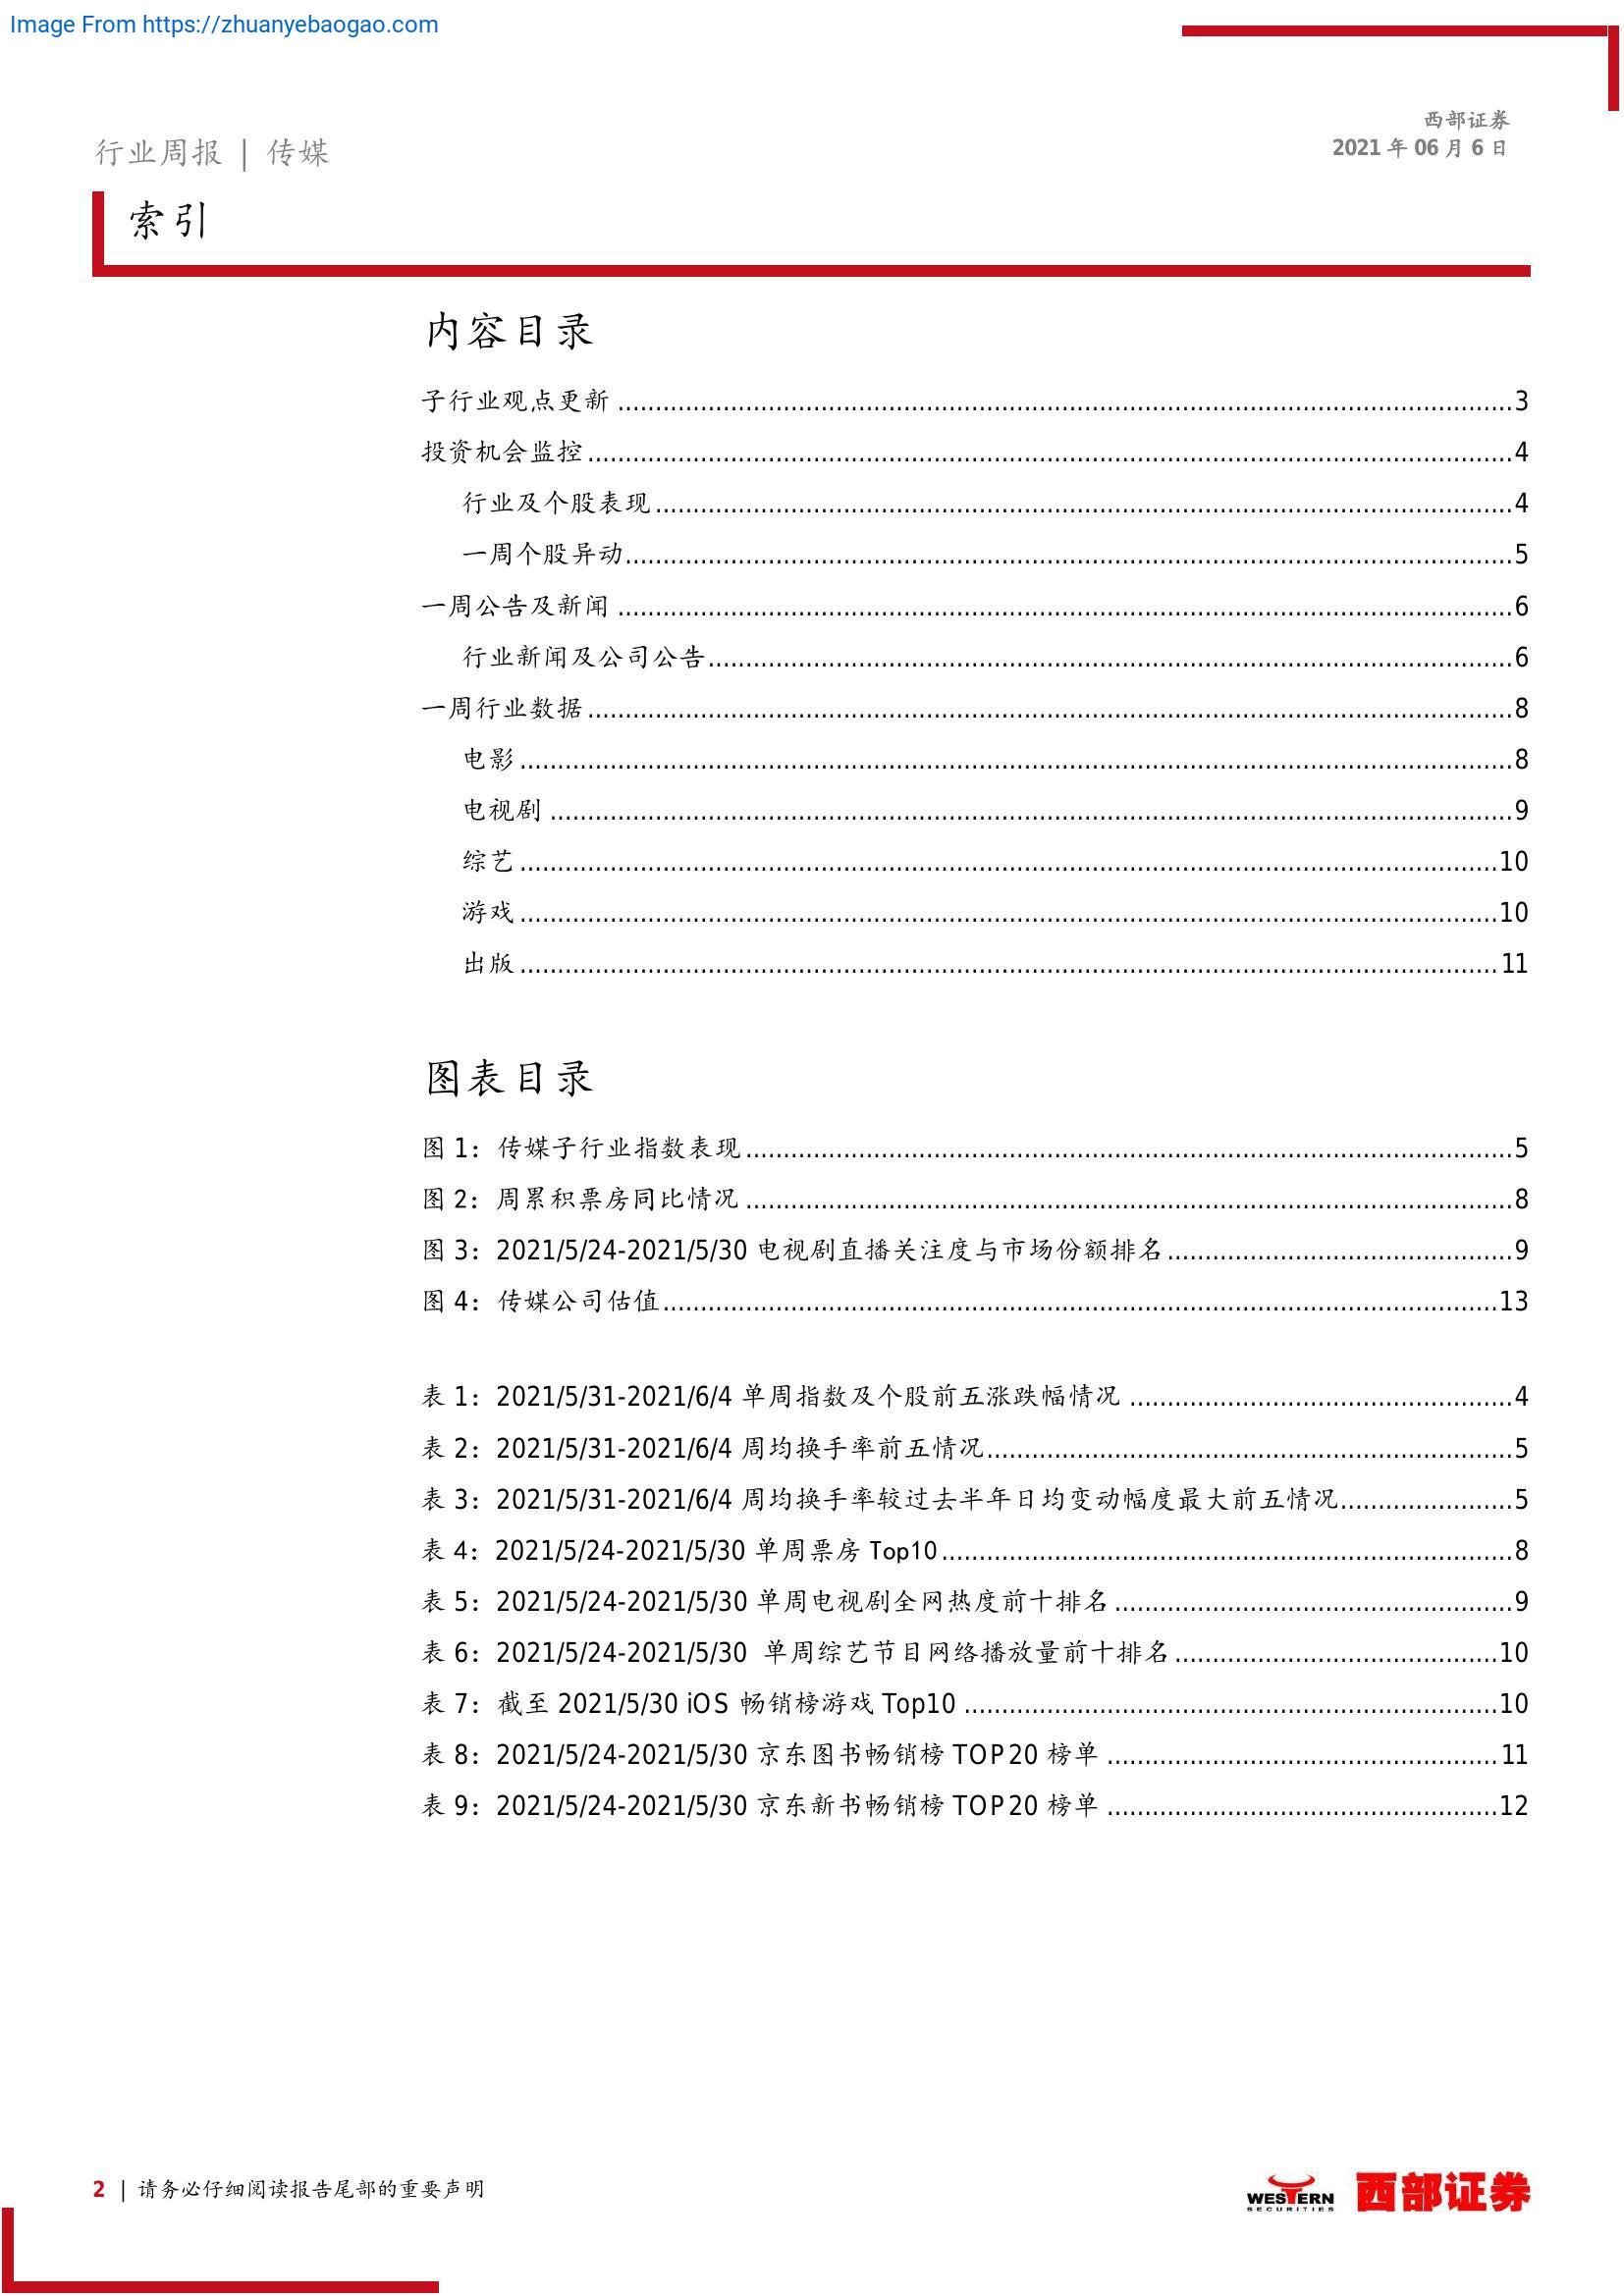 Image From https://zhuanyebaogao.com
西部证券
2021 年 06 月 6 日
行业周报 | 传媒
索引
内容目录
子行业观点更新 ........ 3
投资机会监控 ........ 4
行业及个股表现 ........ 4
一周个股异动 ........ 5
一周公告及新闻 ........ 6
行业新闻及公司公告 ........ 6
一周行业数据 ........ 8
电影 ........ 8
电视剧 ........ 9
综艺 ........ 10
游戏 ........ 10
出版 ........ 11
图表目录
图 1：传媒子行业指数表现 ........ 5
图 2：周累积票房同比情况 ........ 8
图 3：2021/5/24-2021/5/30 电视剧直播关注度与市场份额排名 ........ 9
图 4：传媒公司估值 ........ 13
表 1：2021/5/31-2021/6/4 单周指数及个股前五涨跌幅情况 ........ 4
表 2：2021/5/31-2021/6/4 周均换手率前五情况 ........ 5
表 3：2021/5/31-2021/6/4 周均换手率较过去半年日均变动幅度最大前五情况 ........ 5
表 4：2021/5/24-2021/5/30 单周票房 Top10 ........ 8
表 5：2021/5/24-2021/5/30 单周电视剧全网热度前十排名 ........ 9
表 6：2021/5/24-2021/5/30 单周综艺节目网络播放量前十排名 ........ 10
表 7：截至 2021/5/30 iOS 畅销榜游戏 Top10 ........ 10
表 8：2021/5/24-2021/5/30 京东图书畅销榜 TOP20 榜单 ........ 11
表 9：2021/5/24-2021/5/30 京东新书畅销榜 TOP20 榜单 ........ 12
2 | 请务必仔细阅读报告尾部的重要声明
WESTERN
SECURITIES
西部证券